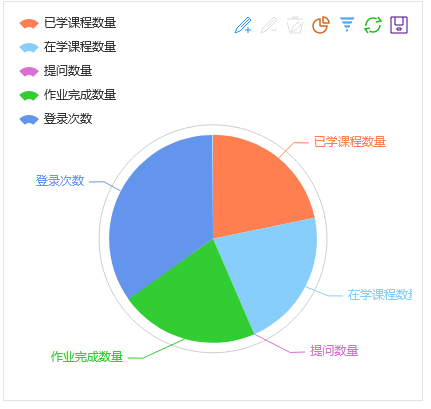 已学课程数量
在学课程数量
提问数量
作业完成数量
登录次数
已学课程数量
登录次数
在学课程数
提问数量
作业完成数量